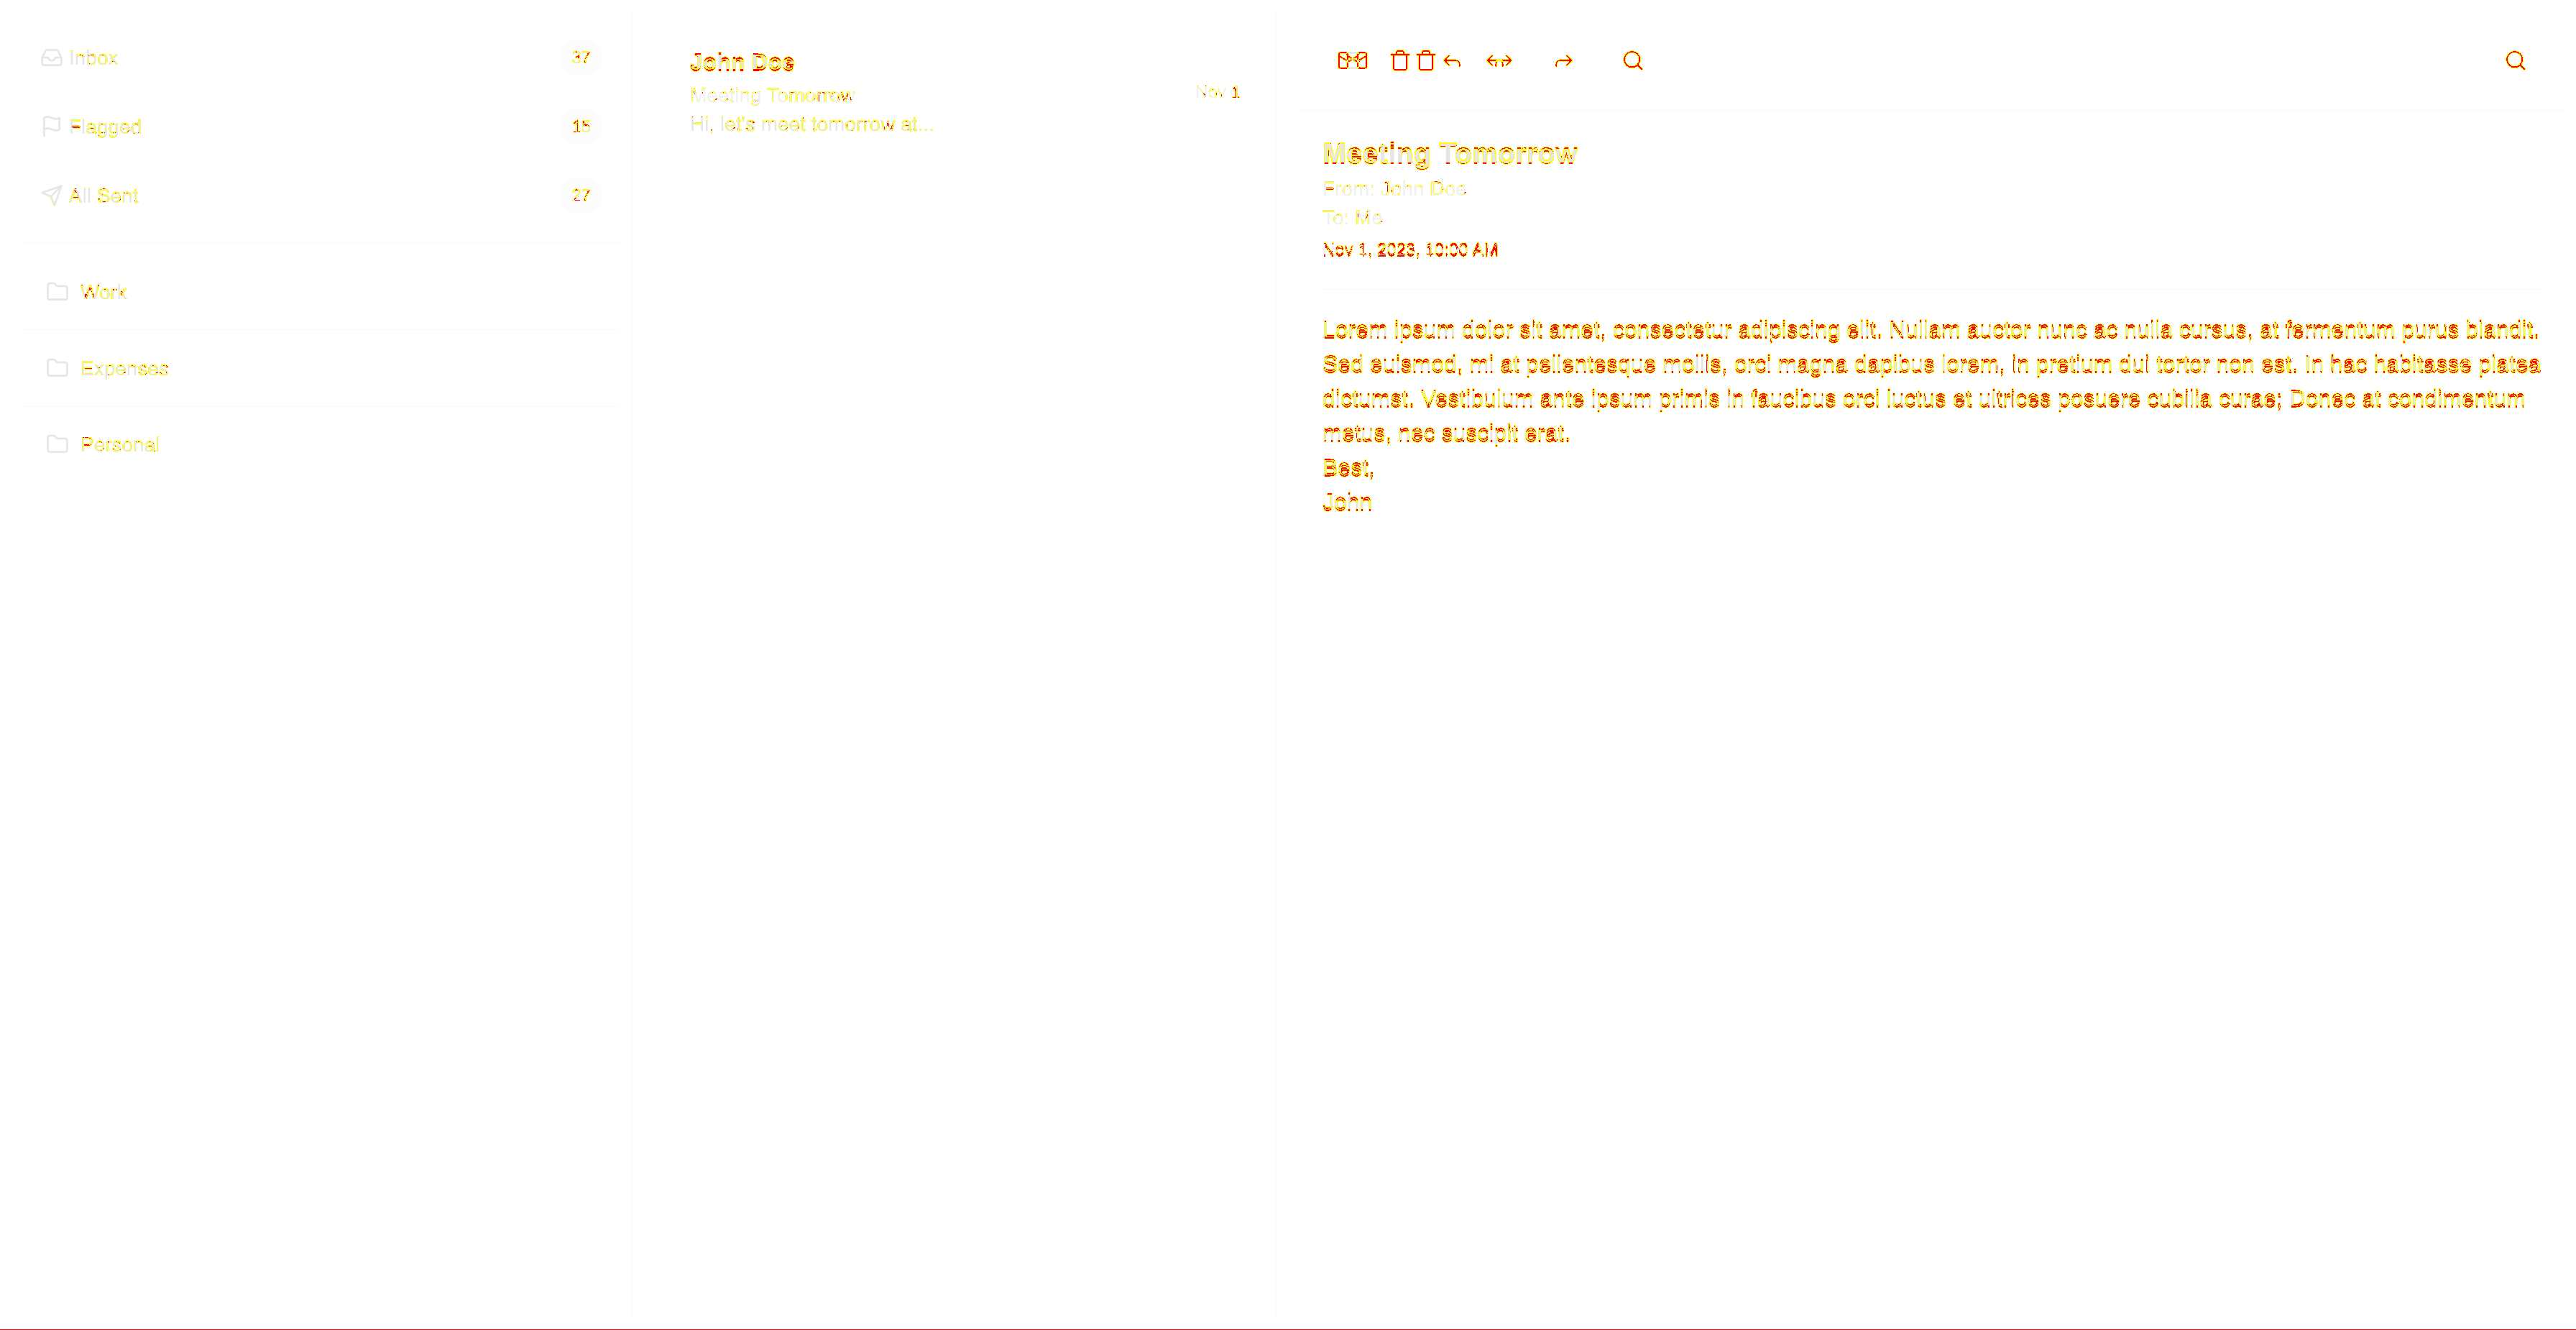 Inbox
37
Flagged
15
All Sent
27
Work
Expenses
Personal
John Doe
Meeting Tomorrow
Nov 1
Hi, let's meet tomorrow at...
Meeting Tomorrow
From: John Doe
To: Me
Nov 1, 2023, 10:00 AM
Lorem ipsum dolor sit amet, consectetur adipiscing elit. Nullam auctor nunc ac nulla cursus, at fermentum purus blandit.
Sed euismod, mi at pellentesque mollis, orci magna dapibus lorem, in pretium dui tortor non est. In hac habitasse platea
dictumst. Vestibulum ante ipsum primis in faucibus orci luctus et ultrices posuere cubilia curae; Donec at condimentum
metus, nec suscipit erat.
Best,
John